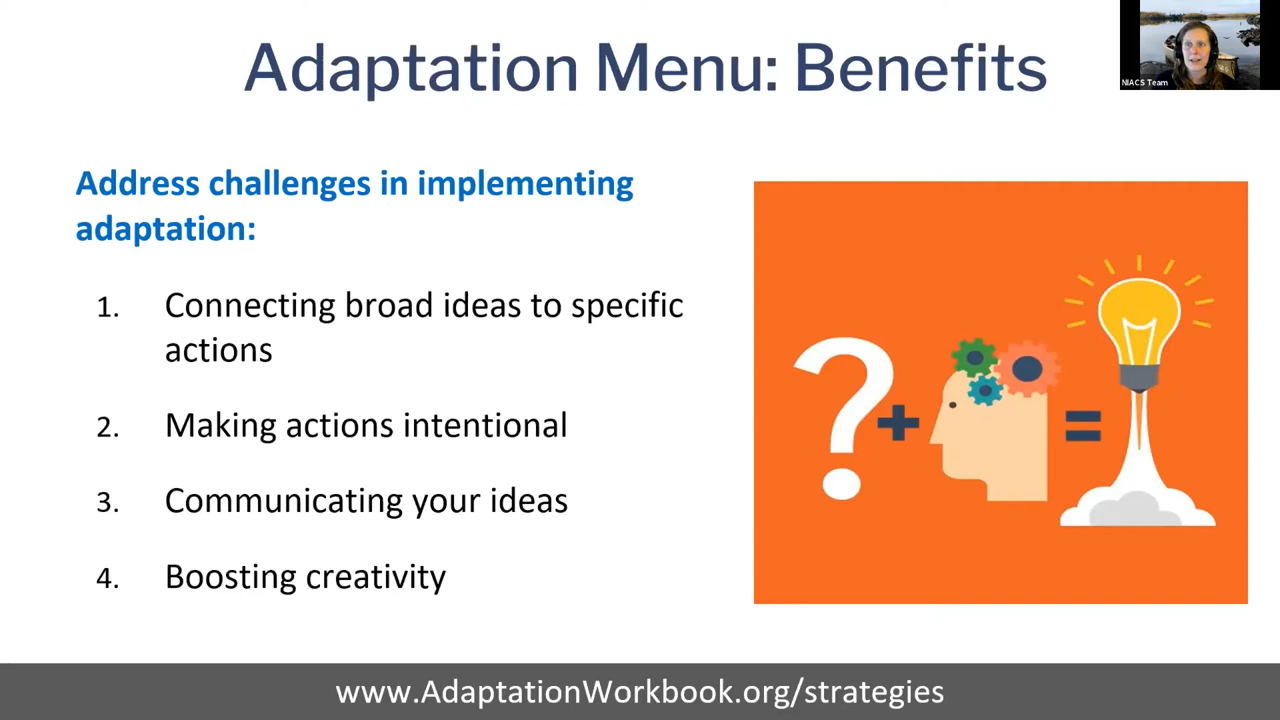 Adaptation Menu: Benefits
NIACS Team
Address challenges in implementing
adaptation:
1. Connecting broad ideas to specific
actions
2. Making actions intentional
3. Communicating your ideas
4. Boosting creativity
?
+
=
www.AdaptationWorkbook.org/strategies